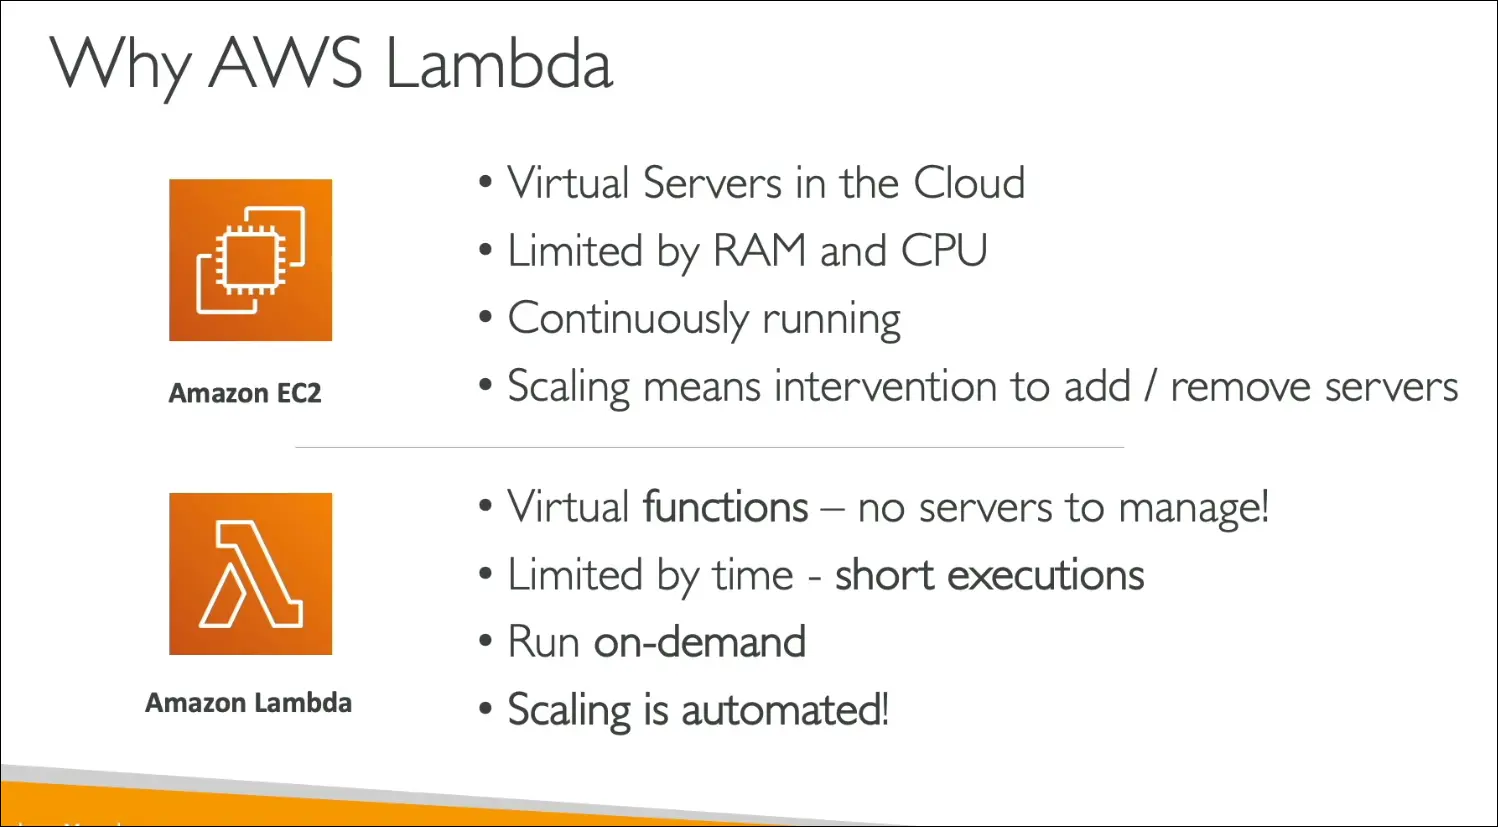 Why AWS Lambda
• Virtual Servers in the Cloud
• Limited by RAM and CPU
• Continuously running
• Scaling means intervention to add / remove servers
Amazon EC2
• Virtual functions – no servers to manage!
• Limited by time - short executions
• Run on-demand
• Scaling is automated!
Amazon Lambda